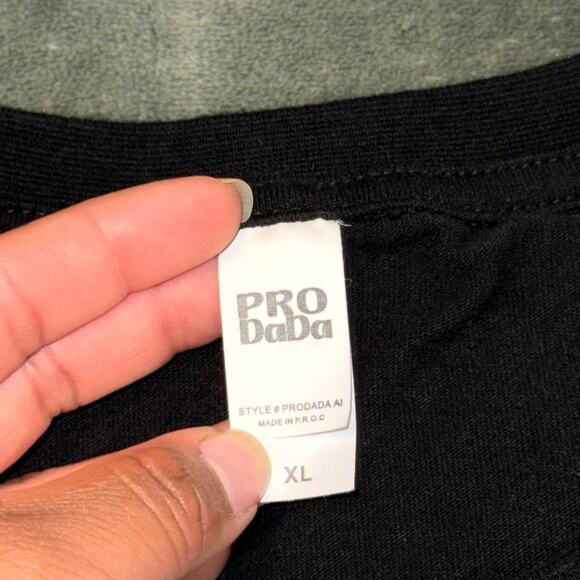 PRO
DaDa
STYLE # PRODADA AI
MADE IN P.R.O.C
XL